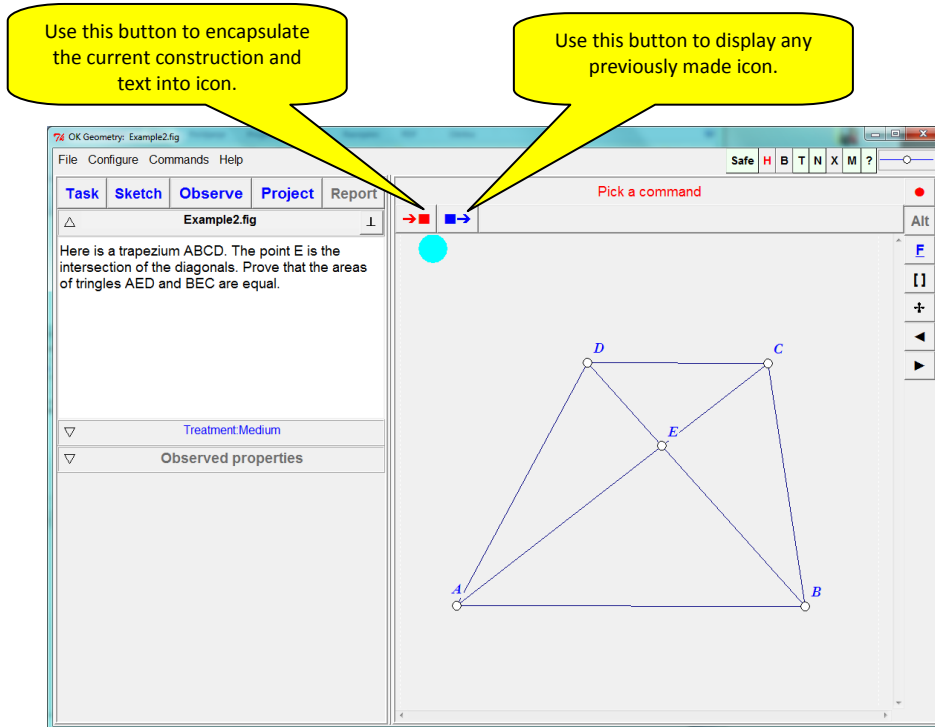 Use this button to encapsulate
the current construction and
text into icon.
Use this button to display any
previously made icon.
OK Geometry: Example2.fig
File Configure Commands Help
Safe H B T N X M ?
Task Sketch Observe Project Report
Pick a command
Example2.fig
Alt
Here is a trapezium ABCD. The point E is the
intersection of the diagonals. Prove that the areas
of tringles AED and BEC are equal.
F
[ ]
D
C
E
Treatment:Medium
Observed properties
A
B